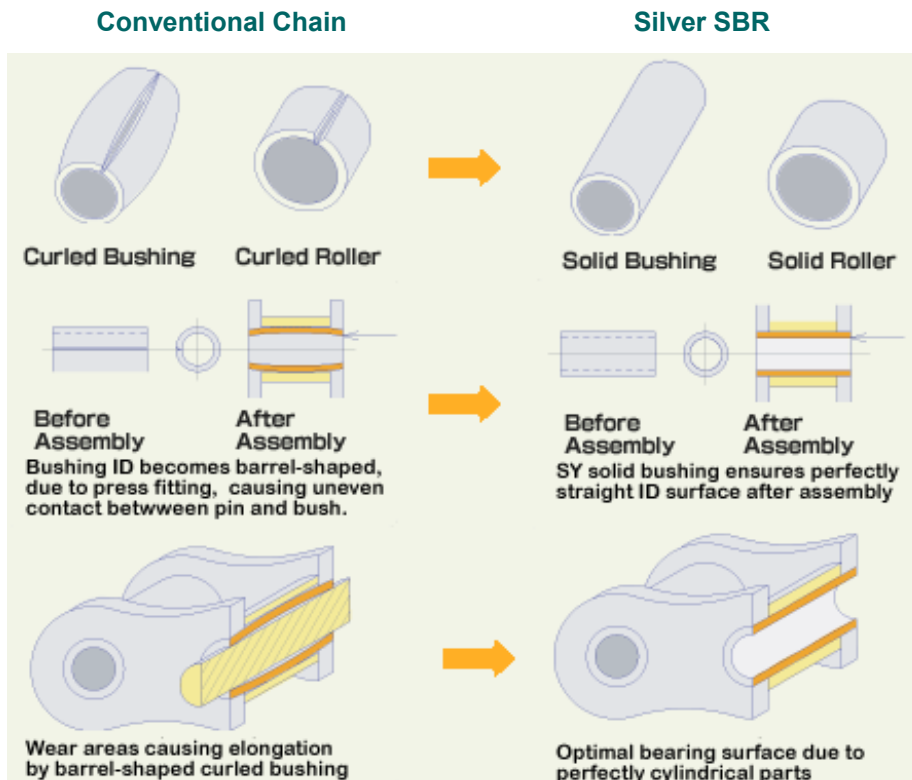 Conventional Chain
Silver SBR
Curled Bushing
Curled Roller
Solid Bushing
Solid Roller
Before
Assembly
After
Assembly
Before
Assembly
After
Assembly
Bushing ID becomes barrel-shaped,
due to press fitting, causing uneven
contact betwween pin and bush.
SY solid bushing ensures perfectly
straight ID surface after assembly
Wear areas causing elongation
by barrel-shaped curled bushing
Optimal bearing surface due to
perfectly cylindrical parts